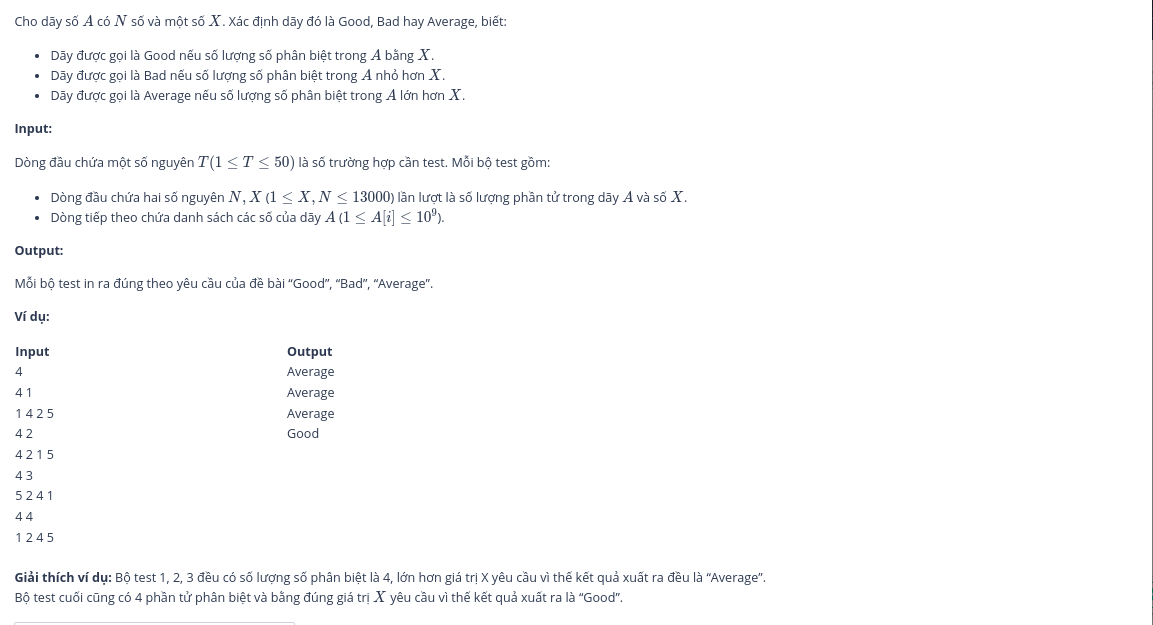 Cho dãy số A có N số và một số X. Xác định dãy đó là Good, Bad hay Average, biết:
• Dãy được gọi là Good nếu số lượng số phân biệt trong A bằng X.
• Dãy được gọi là Bad nếu số lượng số phân biệt trong A nhỏ hơn X.
• Dãy được gọi là Average nếu số lượng số phân biệt trong A lớn hơn X.
Input:
Dòng đầu chứa một số nguyên T(1 ≤ T ≤ 50) là số trường hợp cần test. Mỗi bộ test gồm:
• Dòng đầu chứa hai số nguyên N, X (1 ≤ X, N ≤ 13000) lần lượt là số lượng phần tử trong dãy A và số X.
• Dòng tiếp theo chứa danh sách các số của dãy A (1 ≤ A[i] ≤ 10⁹).
Output:
Mỗi bộ test in ra đúng theo yêu cầu của đề bài “Good”, “Bad”, “Average”.
Ví dụ:
Input Output
4 Average
4 1 Average
1 4 2 5 Average
4 2 Good
4 2 1 5
4 3
5 2 4 1
4 4
1 2 4 5
Giải thích ví dụ: Bộ test 1, 2, 3 đều có số lượng số phân biệt là 4, lớn hơn giá trị X yêu cầu vì thế kết quả xuất ra đều là “Average”.
Bộ test cuối cũng có 4 phần tử phân biệt và bằng đúng giá trị X yêu cầu vì thế kết quả xuất ra là “Good”.